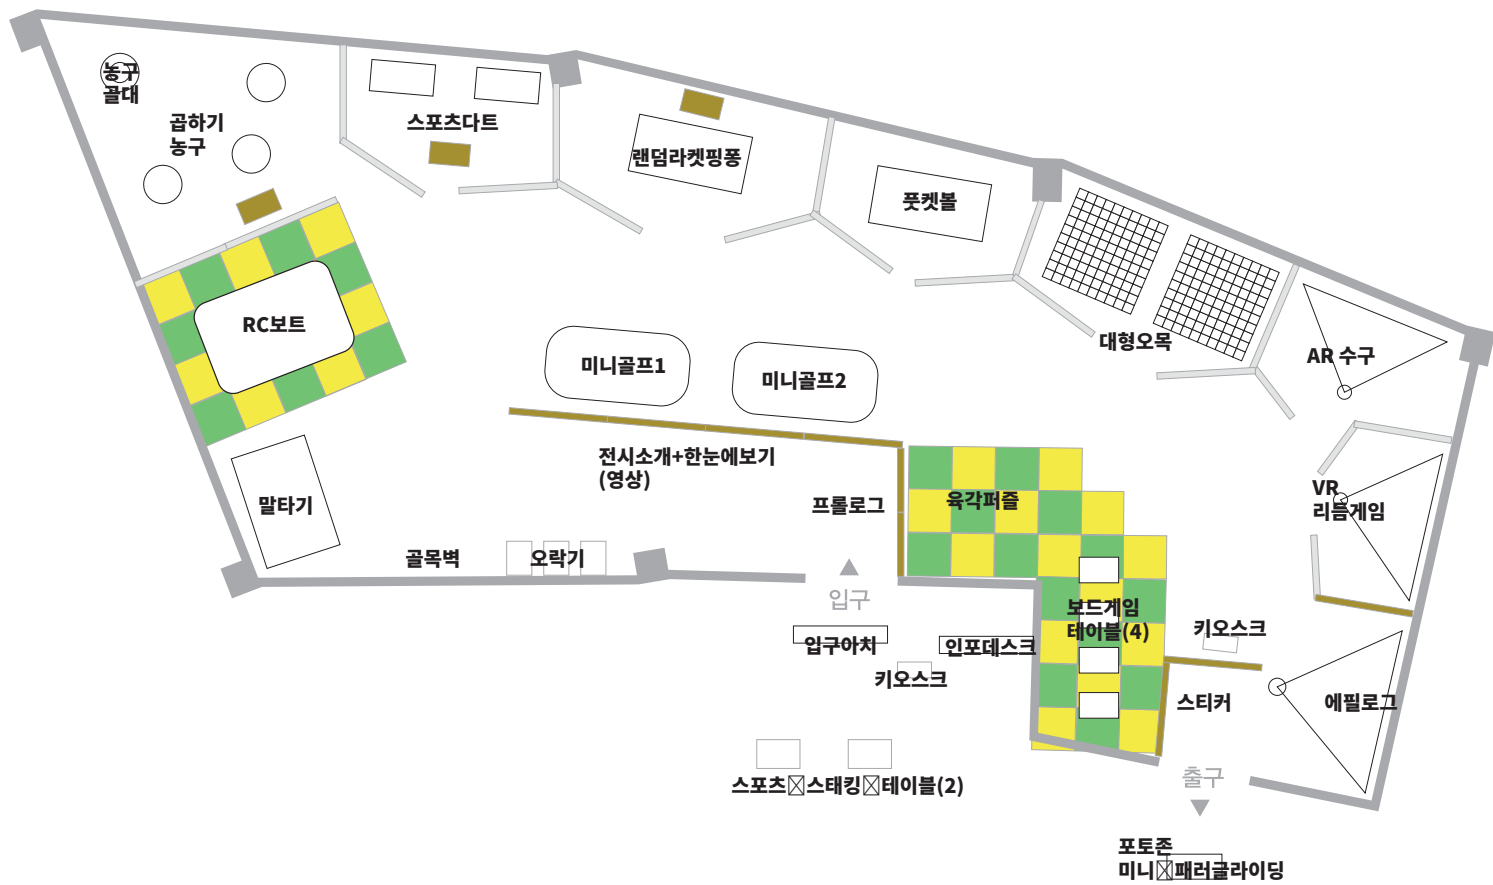 농구
골대
곱하기
농구
스포츠다트
랜덤라켓핑퐁
풋켓볼
대형오목
AR 수구
RC보트
미니골프1
미니골프2
전시소개+한눈에보기
(영상)
프롤로그
육각퍼즐
VR
리듬게임
말타기
골목벽
오락기
입구
입구아치
인포데스크
키오스크
보드게임
테이블(4)
키오스크
스티커
에필로그
스포츠 스태킹 테이블(2)
출구
포토존
미니 패러글라이딩